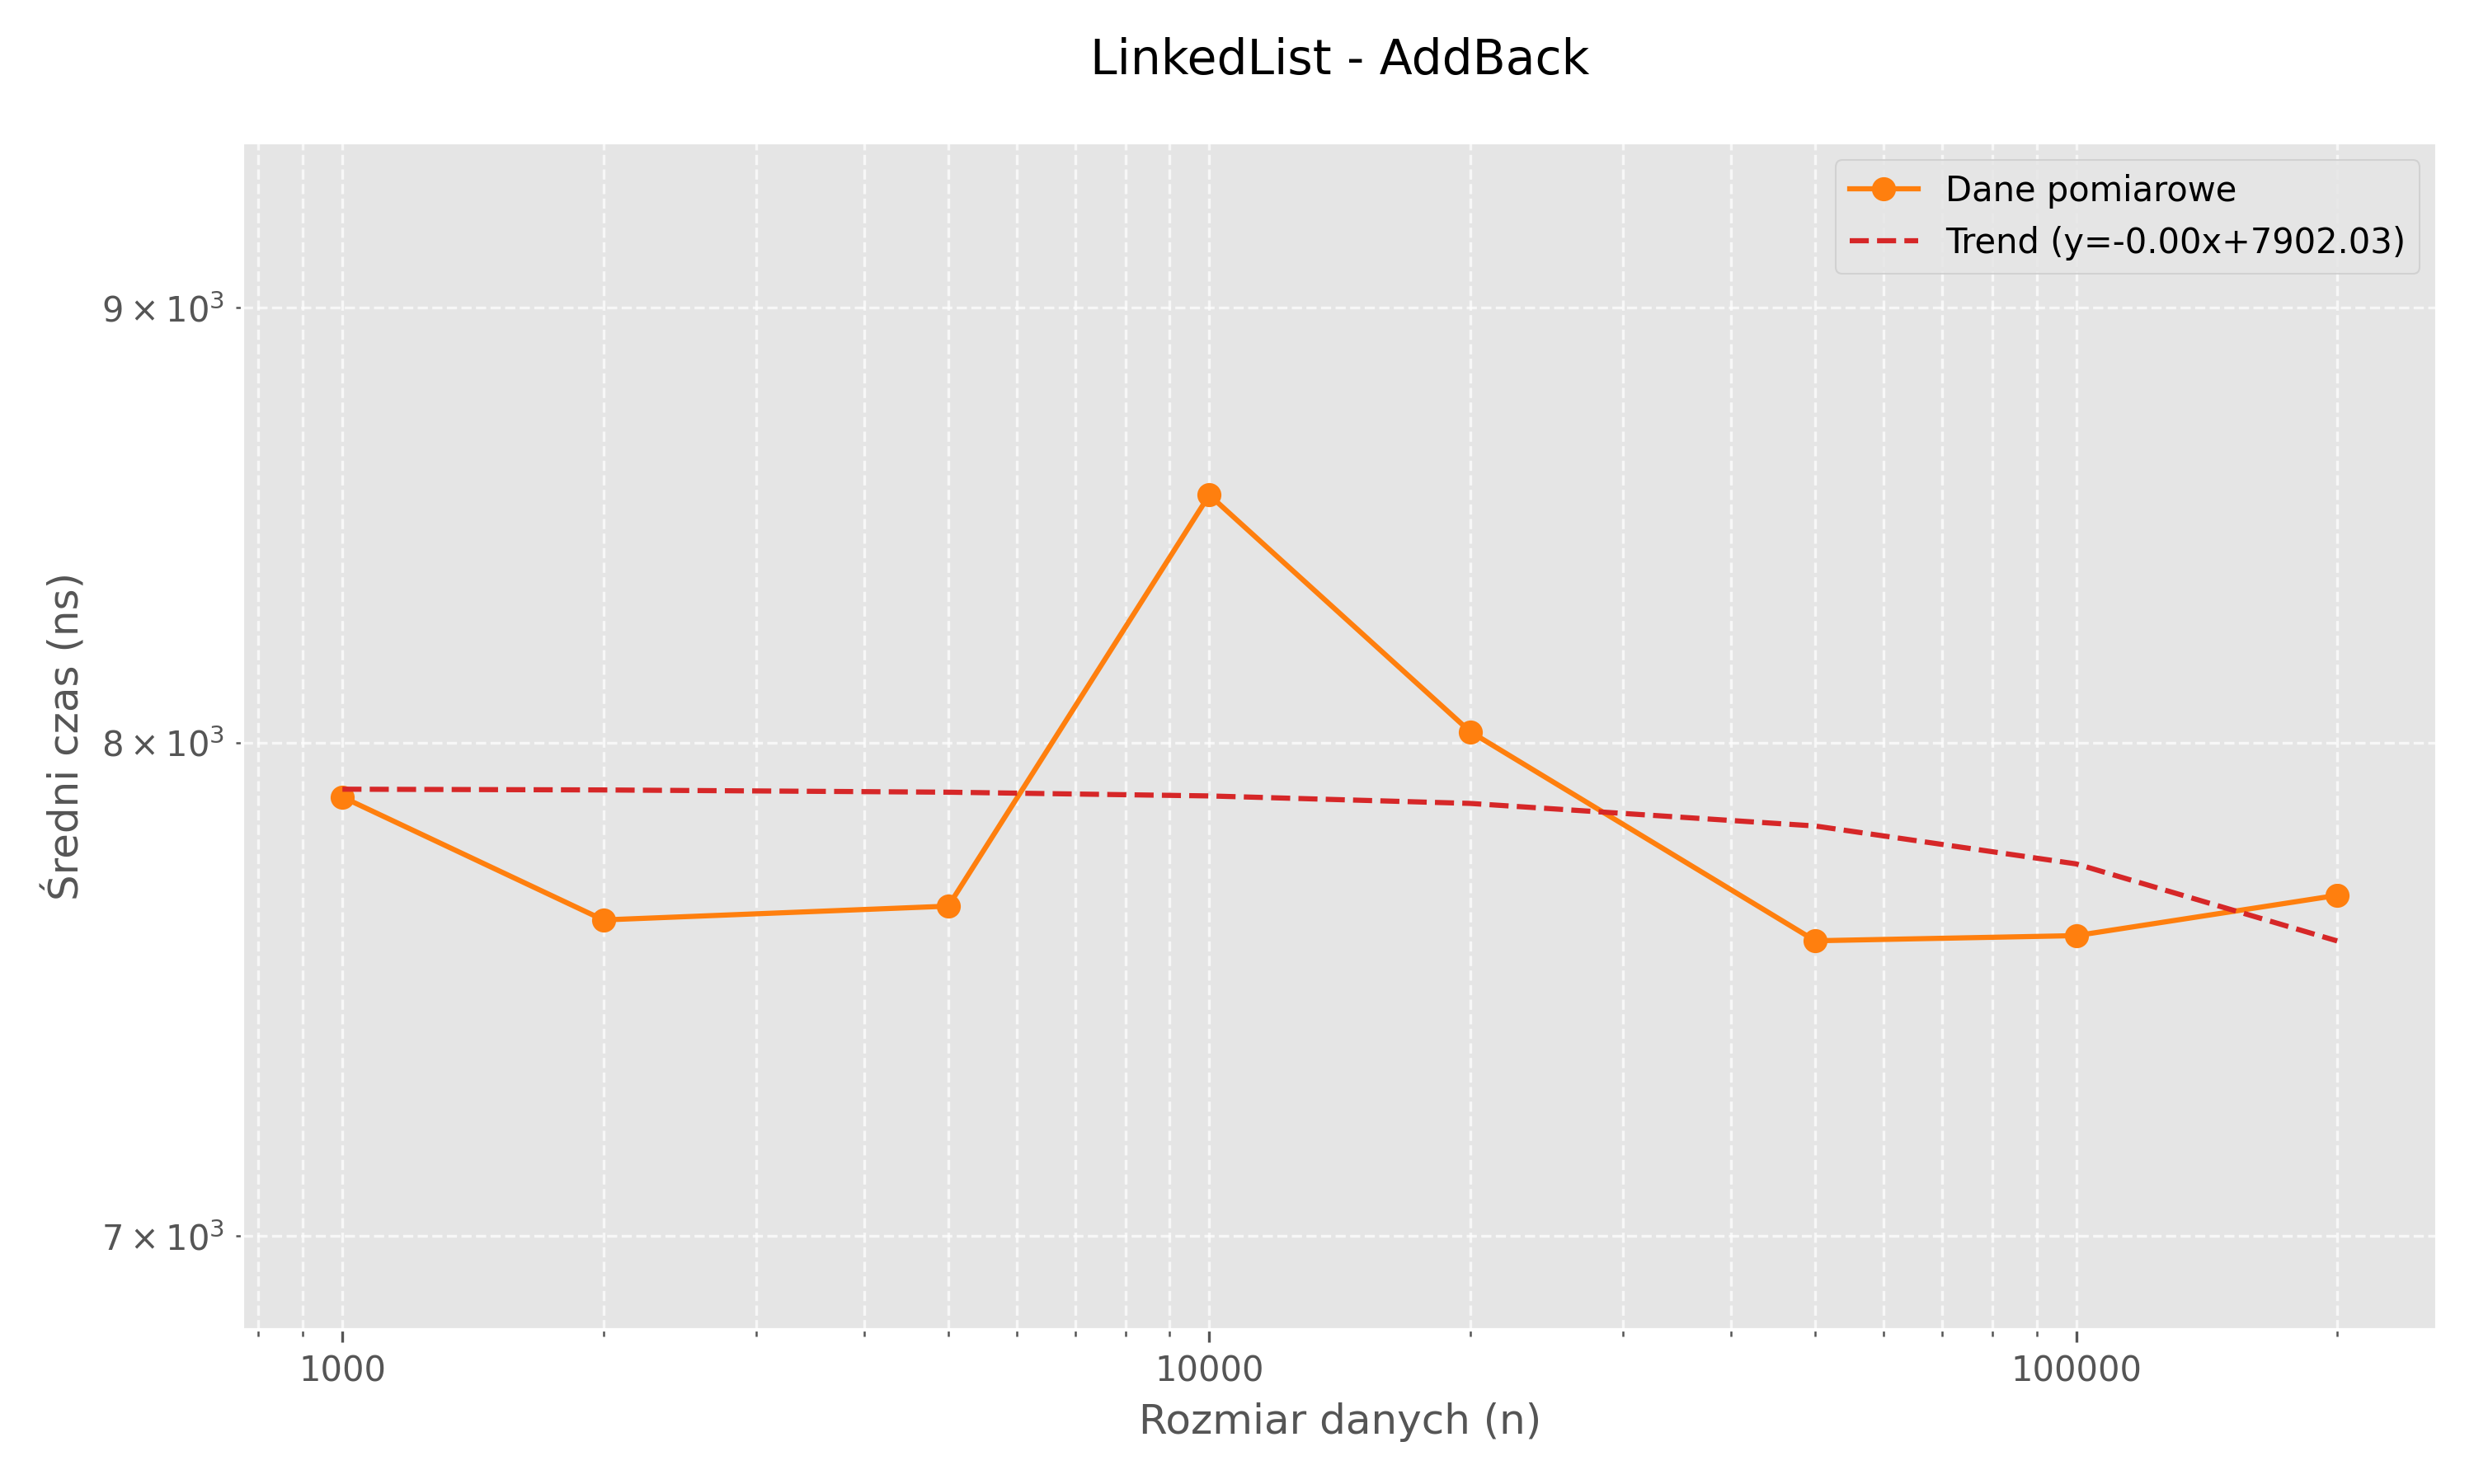 LinkedList - AddBack
Dane pomiarowe
Trend (y=-0.00x+7902.03)
Średni czas (ns)
9 × 10³
8 × 10³
7 × 10³
1000 10000 100000
Rozmiar danych (n)